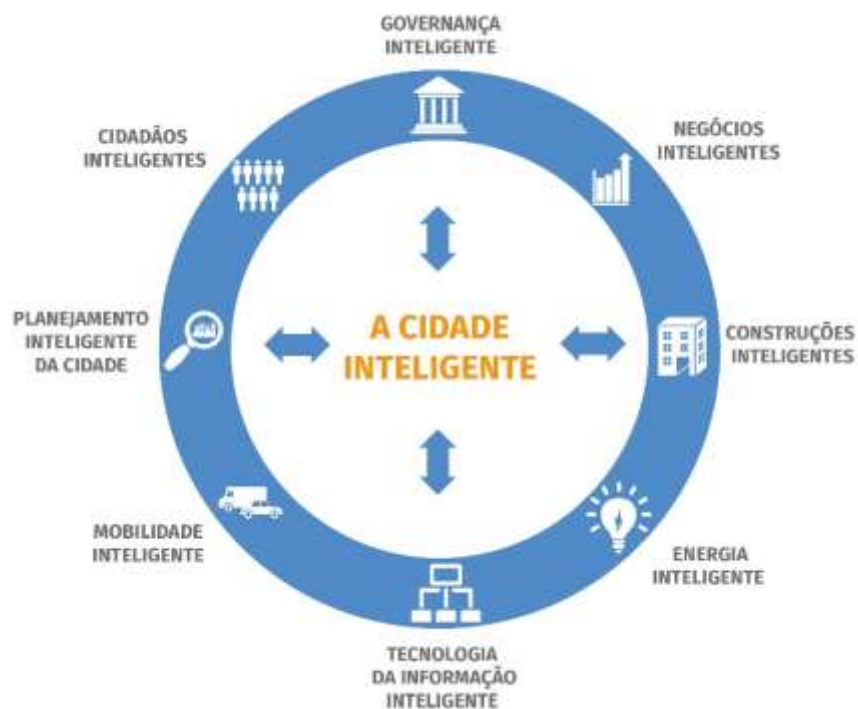 GOVERNANÇA
INTELIGENTE
CIDADÃOS
INTELIGENTES
NEGÓCIOS
INTELIGENTES
PLANEJAMENTO
INTELIGENTE
DA CIDADE
A CIDADE
INTELIGENTE
CONSTRUÇÕES
INTELIGENTES
MOBILIDADE
INTELIGENTE
ENERGIA
INTELIGENTE
TECNOLOGIA
DA INFORMAÇÃO
INTELIGENTE